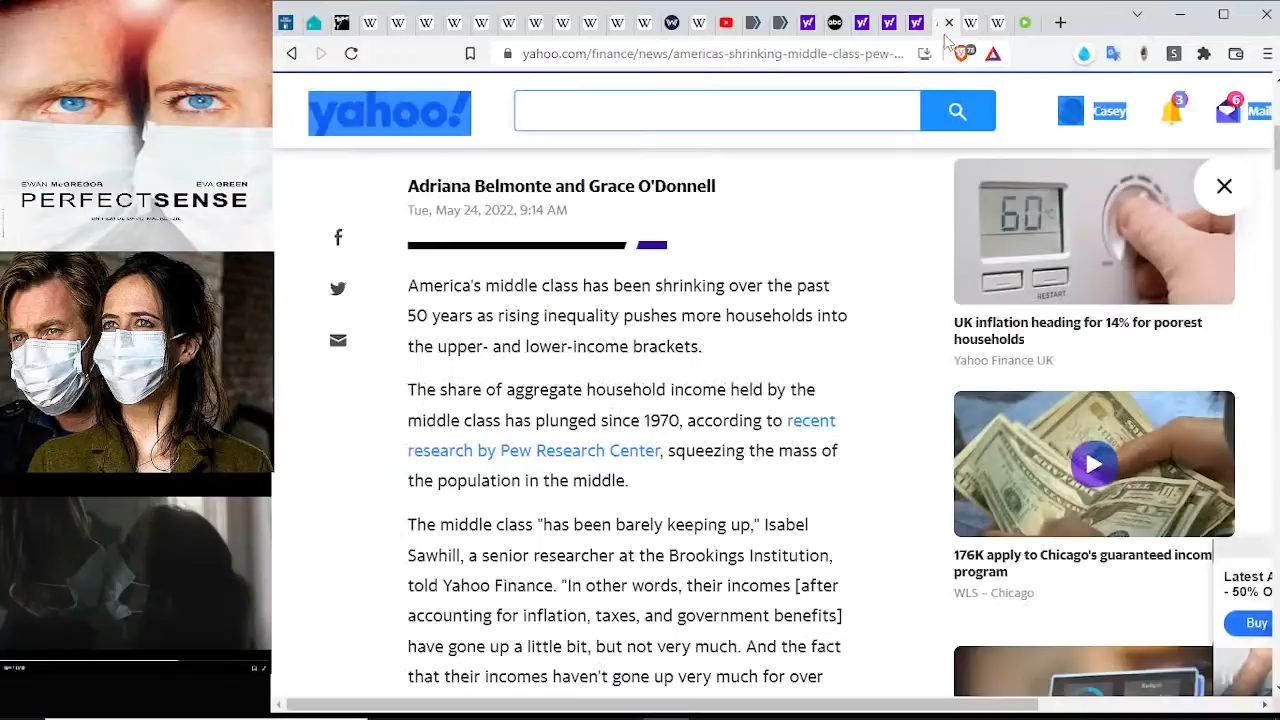 EWAN McGREGOR
EVA GREEN
PERFECTSENSE
yahoo.com/finance/news/americas-shrinking-middle-class-pew-...
78
S
abc
yahoo!
Casey
3
6
Mail
Adriana Belmonte and Grace O'Donnell
Tue, May 24, 2022, 9:14 AM
America's middle class has been shrinking over the past
50 years as rising inequality pushes more households into
the upper- and lower-income brackets.
The share of aggregate household income held by the
middle class has plunged since 1970, according to recent
research by Pew Research Center, squeezing the mass of
the population in the middle.
The middle class "has been barely keeping up," Isabel
Sawhill, a senior researcher at the Brookings Institution,
told Yahoo Finance. "In other words, their incomes [after
accounting for inflation, taxes, and government benefits]
have gone up a little bit, but not very much. And the fact
that their incomes haven't gone up very much for over
60
RESTART
UK inflation heading for 14% for poorest
households
Yahoo Finance UK
176K apply to Chicago's guaranteed incom
program
WLS – Chicago
Latest A
- 50% O
Buy